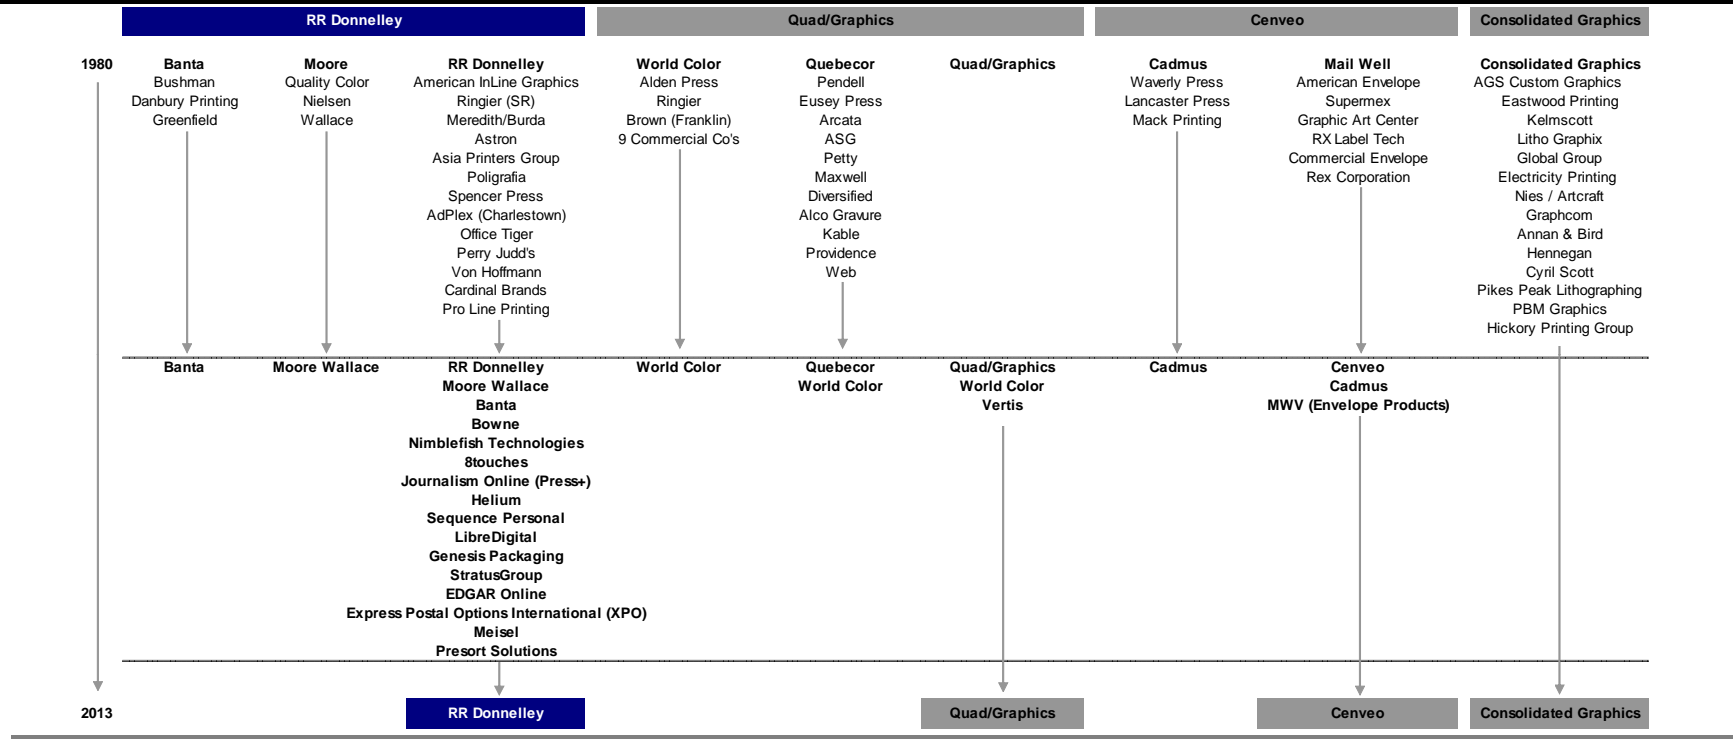 RR Donnelley
Quad/Graphics
Cenveo
Consolidated Graphics
1980
Banta
Bushman
Danbury Printing
Greenfield
Moore
Quality Color
Nielsen
Wallace
RR Donnelley
American InLine Graphics
Ringier (SR)
Meredith/Burda
Astron
Asia Printers Group
Poligrafia
Spencer Press
AdPlex (Charlestown)
Office Tiger
Perry Judd's
Von Hoffmann
Cardinal Brands
Pro Line Printing
World Color
Alden Press
Ringier
Brown (Franklin)
9 Commercial Co's
Quebecor
Pendell
Eusey Press
Arcata
ASG
Petty
Maxwell
Diversified
Alco Gravure
Kable
Providence
Web
Quad/Graphics
Cadmus
Waverly Press
Lancaster Press
Mack Printing
Mail Well
American Envelope
Supermex
Graphic Art Center
RX Label Tech
Commercial Envelope
Rex Corporation
Consolidated Graphics
AGS Custom Graphics
Eastwood Printing
Kelmscott
Litho Graphix
Global Group
Electricity Printing
Nies / Artcraft
Graphcom
Annan & Bird
Hennegan
Cyril Scott
Pikes Peak Lithographing
PBM Graphics
Hickory Printing Group
Banta
Moore Wallace
RR Donnelley
Moore Wallace
Banta
Bowne
Nimblefish Technologies
8touches
Journalism Online (Press+)
Helium
Sequence Personal
LibreDigital
Genesis Packaging
StratusGroup
EDGAR Online
Express Postal Options International (XPO)
Meisel
Presort Solutions
World Color
Quebecor
World Color
Quad/Graphics
World Color
Vertis
Cadmus
Cenveo
Cadmus
MWV (Envelope Products)
2013
RR Donnelley
Quad/Graphics
Cenveo
Consolidated Graphics